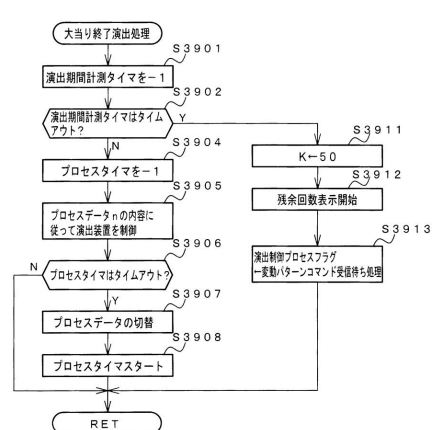 大当り終了演出処理
S3901
演出期間計測タイマを－1
S3902
演出期間計測タイマはタイム
アウト？
Y
N
S3904
プロセスタイマを－1
S3905
プロセスデータnの内容に
従って演出装置を制御
S3906
プロセスタイマはタイムアウト？
N
Y
S3907
プロセスデータの切替
S3908
プロセスタイマスタート
RET
S3911
K←50
S3912
残余回数表示開始
S3913
演出制御プロセスフラグ
←変動パターンコマンド受信待ち処理